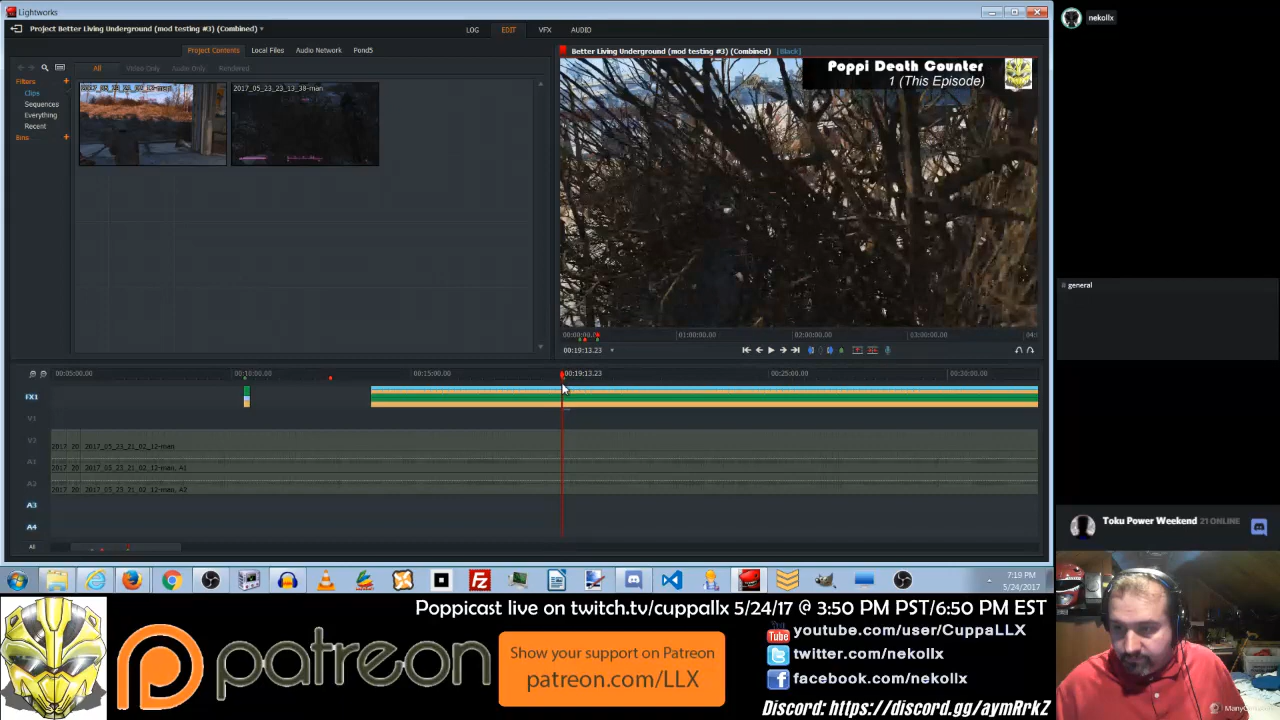 Lightworks
Project Better Living Underground (mod testing #3) (Combined)
LOG EDIT VFX AUDIO
Project Contents Local Files Audio Network Pond5
Filters +
All Video Only Audio Only Rendered
Clips
Sequences
Everything
Recent
Bins +
2017_05_23_23_13_38-man
Better Living Underground (mod testing #3) (Combined) [Black]
Poppi Death Counter
1 (This Episode)
01:00:00.00 02:00:00.00 03:00:00.00
00:19:13.23
00:05:00.00 00:10:00.00 00:15:00.00 00:19:13.23 00:25:00.00 00:30:00.00
FX1
V1
V2 2017_05_23_21_02_12-man
A1 2017_05_23_21_02_12-man, A1
A2 2017_05_23_21_02_12-man, A2
A3
A4
All
nekollx
# general
Toku Power Weekend 21 ONLINE
7:19 PM
5/24/2017
Poppicast live on twitch.tv/cuppallx 5/24/17 @ 3:50 PM PST/6:50 PM EST
patreon
Show your support on Patreon
patreon.com/LLX
You Tube
youtube.com/user/CuppaLLX
twitter.com/nekollx
facebook.com/nekollx
Discord: https://discord.gg/aymRrkZ